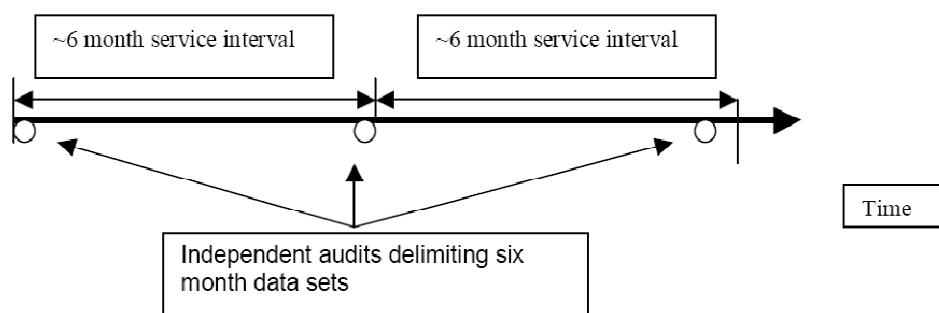 ~6 month service interval
~6 month service interval
Time
Independent audits delimiting six
month data sets